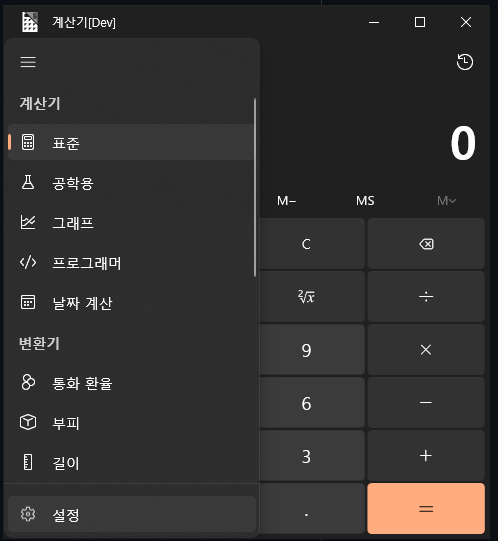 계산기[Dev]
계산기
표준
공학용
그래프
프로그래머
날짜 계산
변환기
통화 환율
부피
길이
설정
0
M− MS M
C
²√x ÷
9 ×
6 −
3 +
. =